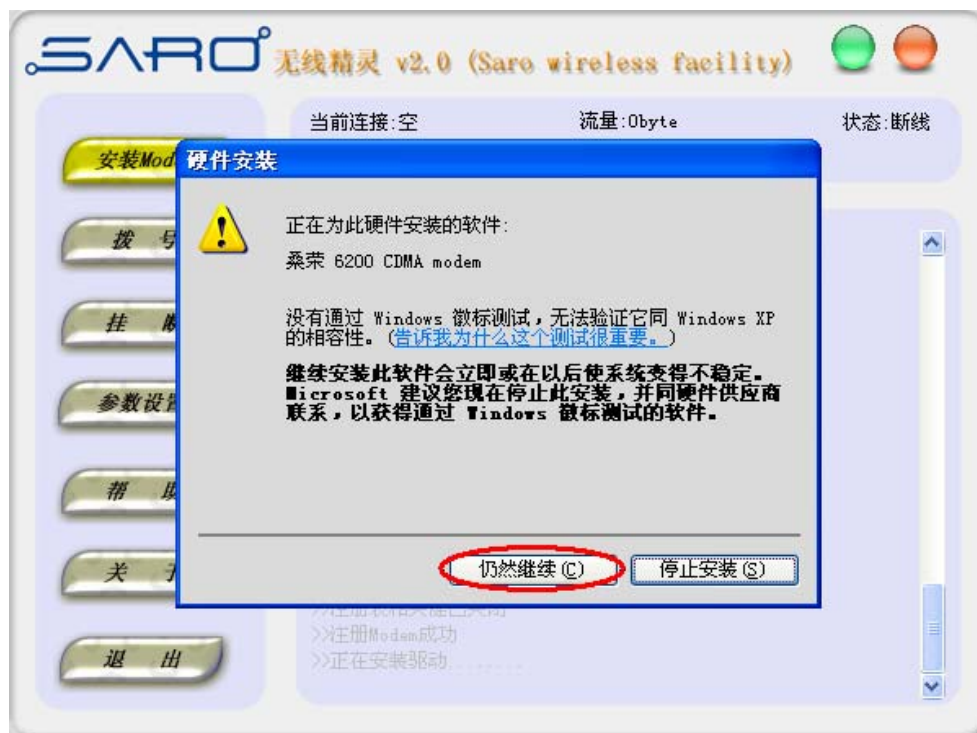 SARO 无线精灵 v2.0 (Saro wireless facility)
当前连接:空 流量:0byte 状态:断线
安装Mod
硬件安装
正在为此硬件安装的软件:
桑荣 6200 CDMA modem
没有通过 Windows 徽标测试，无法验证它同 Windows XP
的相容性。(告诉我为什么这个测试很重要。)
继续安装此软件会立即或在以后使系统变得不稳定。
Microsoft 建议您现在停止此安装，并同硬件供应商
联系，以获得通过 Windows 徽标测试的软件。
仍然继续(C) 停止安装(S)
拨 号
挂
参数设
帮
关
退 出
>>注册Modem成功
>>正在安装驱动........